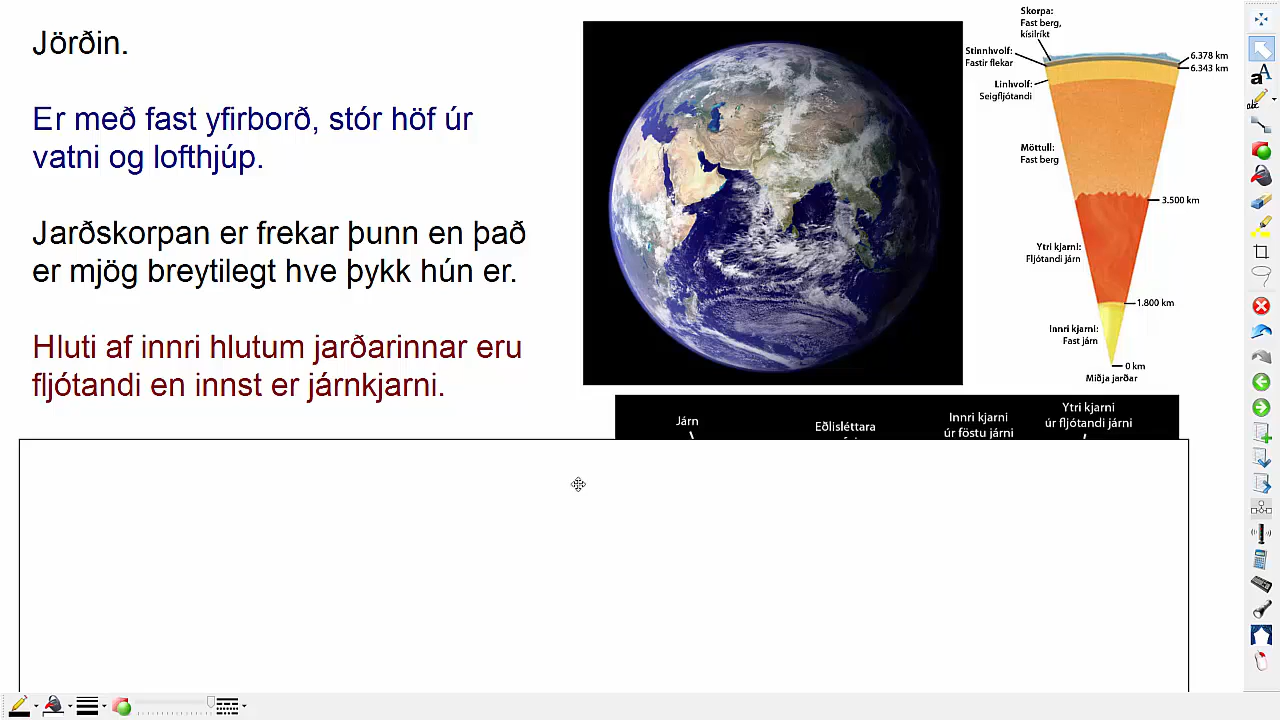 Jörðin.
Er með fast yfirborð, stór höf úr
vatni og lofthjúp.
Jarðskorpan er frekar þunn en það
er mjög breytilegt hve þykk hún er.
Hluti af innri hlutum jarðarinnar eru
fljótandi en innst er járnkjarni.
Skorpa:
Fast berg,
kísilríkt
Stinnhvolf:
Fastir flekar
Linhvolf:
Seigfljótandi
Möttull:
Fast berg
Ytri kjarni:
Fljótandi járn
Innri kjarni:
Fast járn
6.378 km
6.343 km
3.500 km
1.800 km
0 km
Miðja jarðar
Járn
Eðlisléttara
Innri kjarni
úr föstu járni
Ytri kjarni
úr fljótandi járni